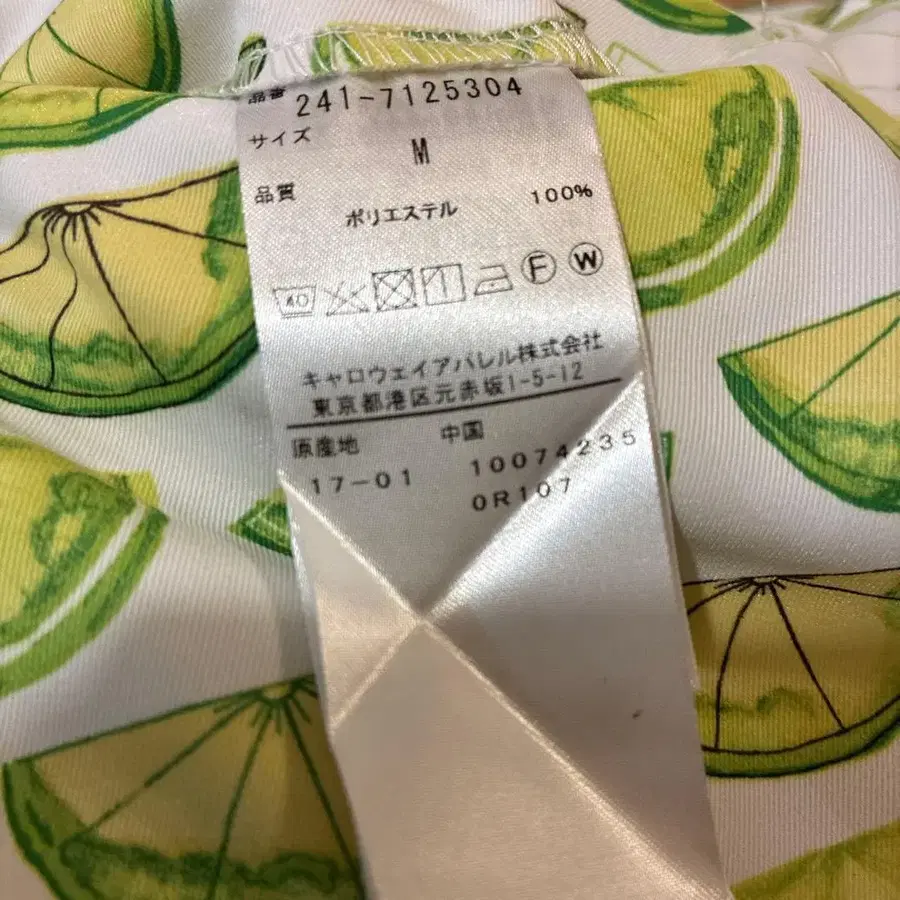 品番 241-7125304
サイズ
M
品質
ポリエステル 100%
40 F W
キャロウェイアパレル株式会社
東京都港区元赤坂1-5-12
原産地 中国
17-01 10074235
0R107